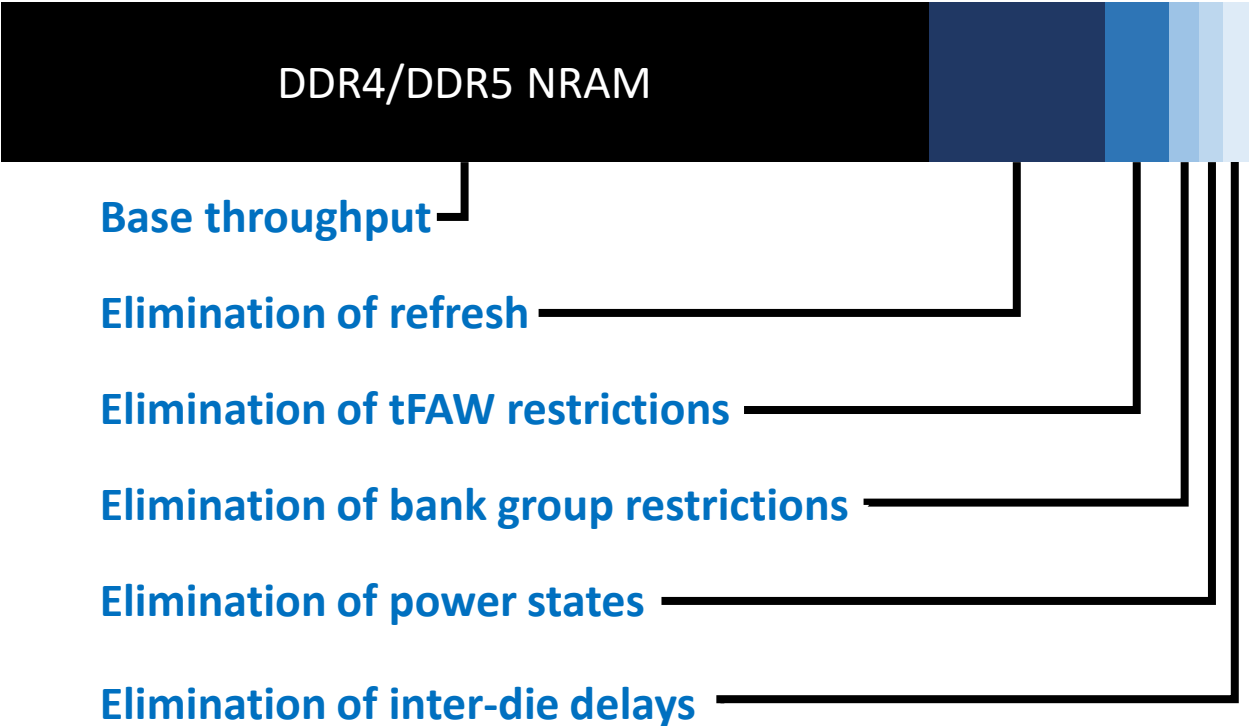 DDR4/DDR5 NRAM
Base throughput
Elimination of refresh
Elimination of tFAW restrictions
Elimination of bank group restrictions
Elimination of power states
Elimination of inter-die delays